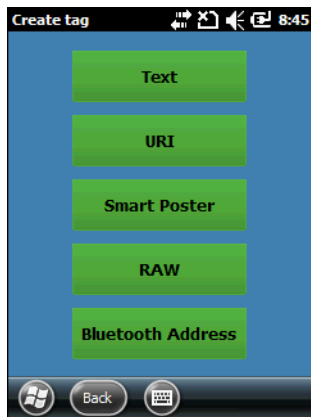 Create tag 8:45
Text
URI
Smart Poster
RAW
Bluetooth Address
Back